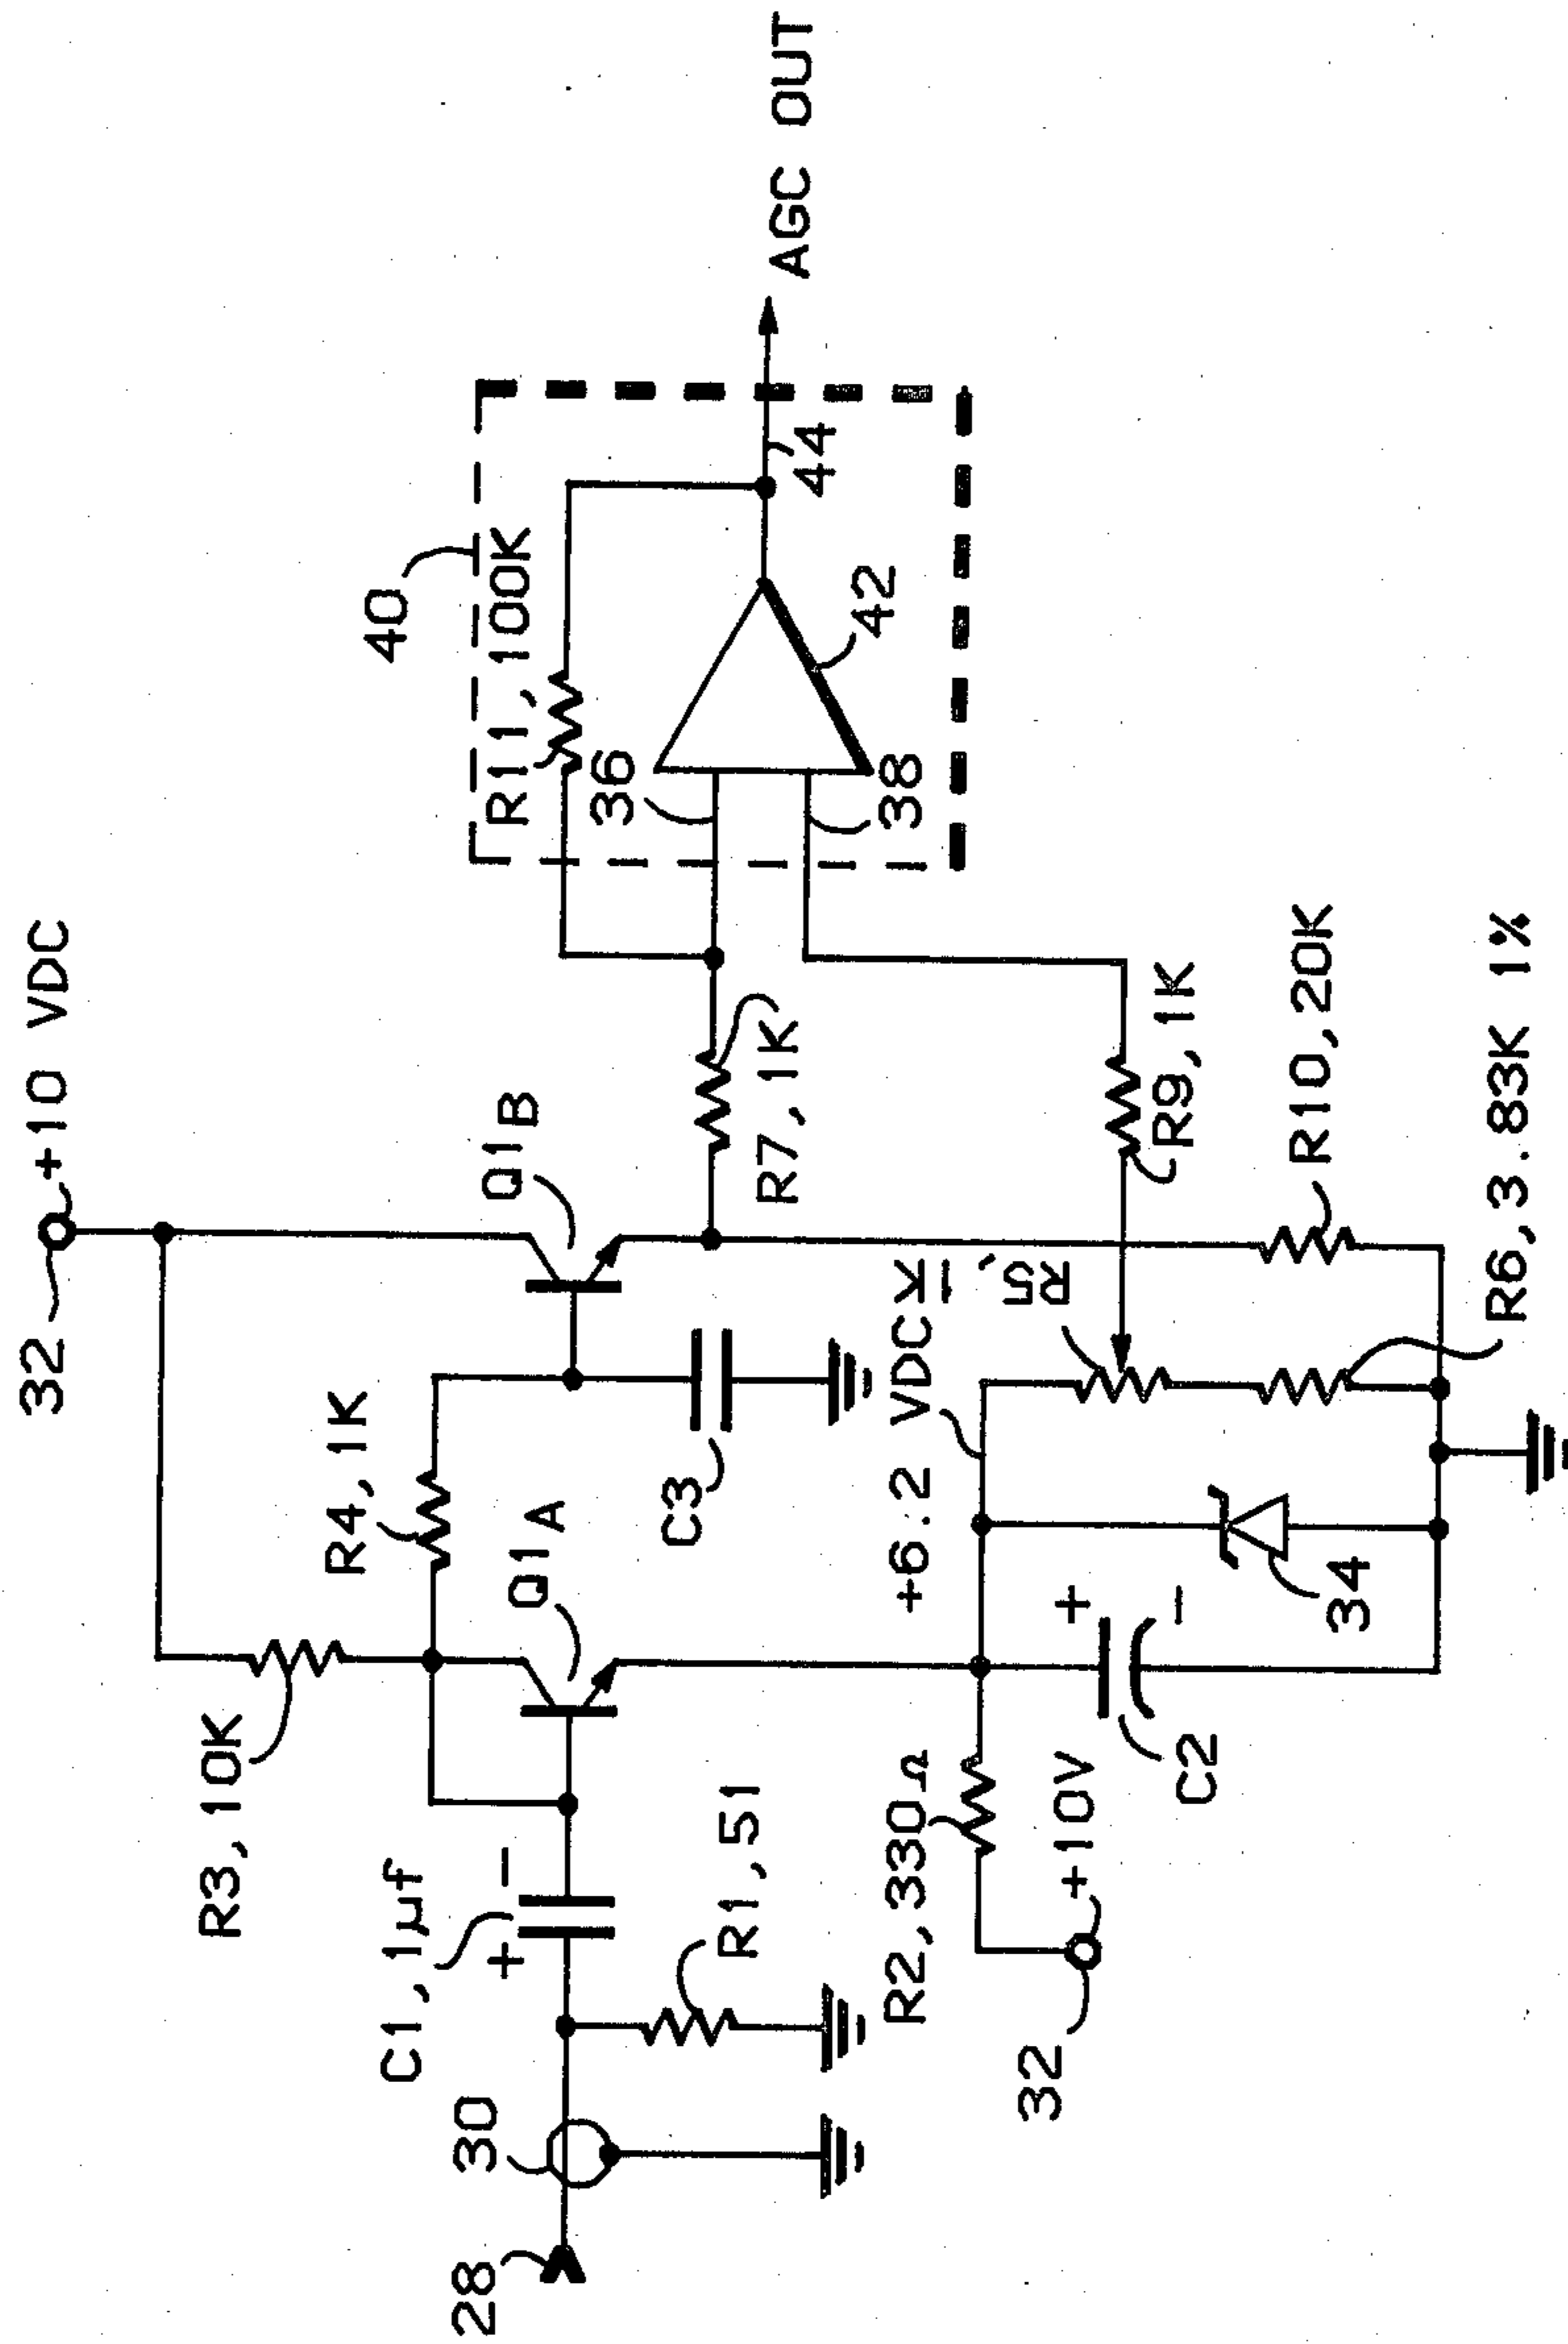 32
+10 VDC
R3,10K
R4,1K
Q1A
Q1B
40
R11,100K
C1,1µf
+
-
28
30
R1,51
C3
R7,1K
36
38
42
44
AGC OUT
+6.2 VDC
R5,1K
R9,1K
R2,330Ω
32
+10V
C2
+
-
34
R10,20K
R6,3.83K 1%